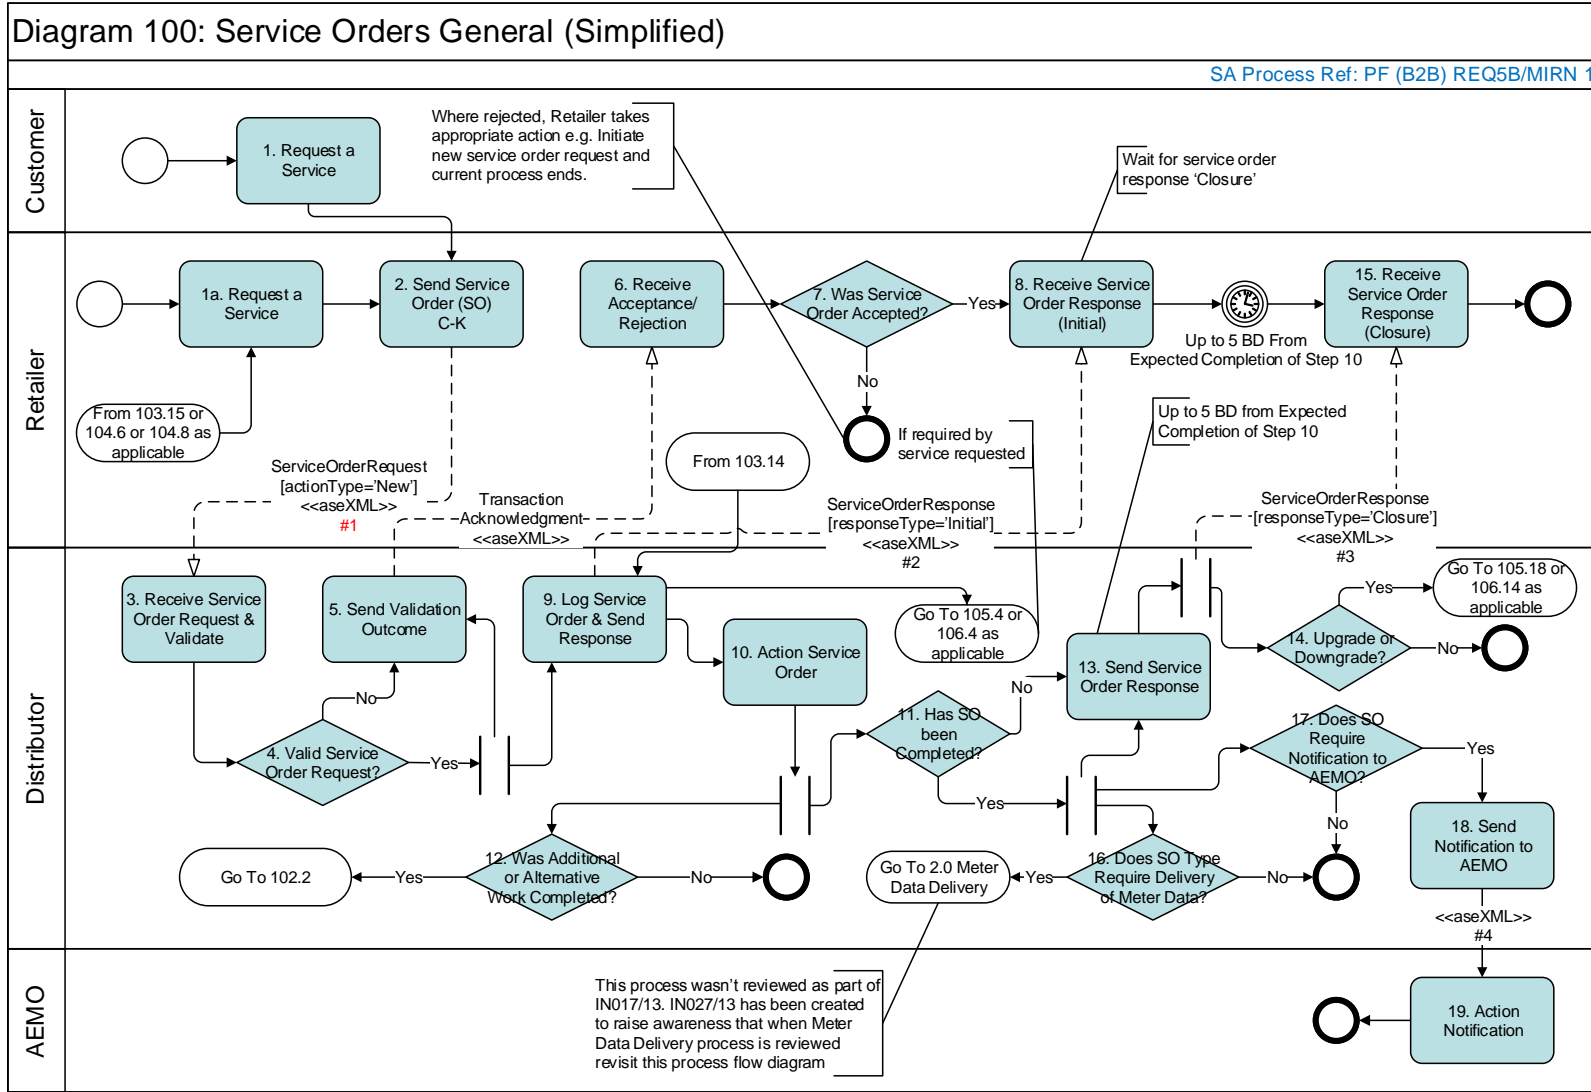 Diagram 100: Service Orders General (Simplified)
SA Process Ref: PF (B2B) REQ5B/MIRN 1
Customer
1. Request a
Service
Where rejected, Retailer takes
appropriate action e.g. Initiate
new service order request and
current process ends.
Wait for service order
response ‘Closure’
Retailer
1a. Request a
Service
2. Send Service
Order (SO)
C-K
6. Receive
Acceptance/
Rejection
7. Was Service
Order Accepted?
Yes
No
8. Receive Service
Order Response
(Initial)
Up to 5 BD From
Expected Completion of Step 10
15. Receive
Service Order
Response
(Closure)
From 103.15 or
104.6 or 104.8 as
applicable
From 103.14
If required by
service requested
Up to 5 BD from Expected
Completion of Step 10
ServiceOrderRequest
[actionType=’New’]
<<aseXML>>
#1
Transaction
Acknowledgment
<<aseXML>>
ServiceOrderResponse
[responseType=’Initial’]
<<aseXML>>
#2
ServiceOrderResponse
[responseType=’Closure’]
<<aseXML>>
#3
Distributor
3. Receive Service
Order Request &
Validate
5. Send Validation
Outcome
9. Log Service
Order & Send
Response
10. Action Service
Order
Go To 105.4 or
106.4 as
applicable
13. Send Service
Order Response
14. Upgrade or
Downgrade?
Yes
Go To 105.18 or
106.14 as
applicable
No
No
4. Valid Service
Order Request?
Yes
11. Has SO
been
Completed?
No
Yes
17. Does SO
Require
Notification to
AEMO?
Yes
No
18. Send
Notification to
AEMO
Go To 102.2
Yes
12. Was Additional
or Alternative
Work Completed?
No
Go To 2.0 Meter
Data Delivery
Yes
16. Does SO Type
Require Delivery
of Meter Data?
No
<<aseXML>>
#4
AEMO
This process wasn’t reviewed as part of
IN017/13. IN027/13 has been created
to raise awareness that when Meter
Data Delivery process is reviewed
revisit this process flow diagram
19. Action
Notification